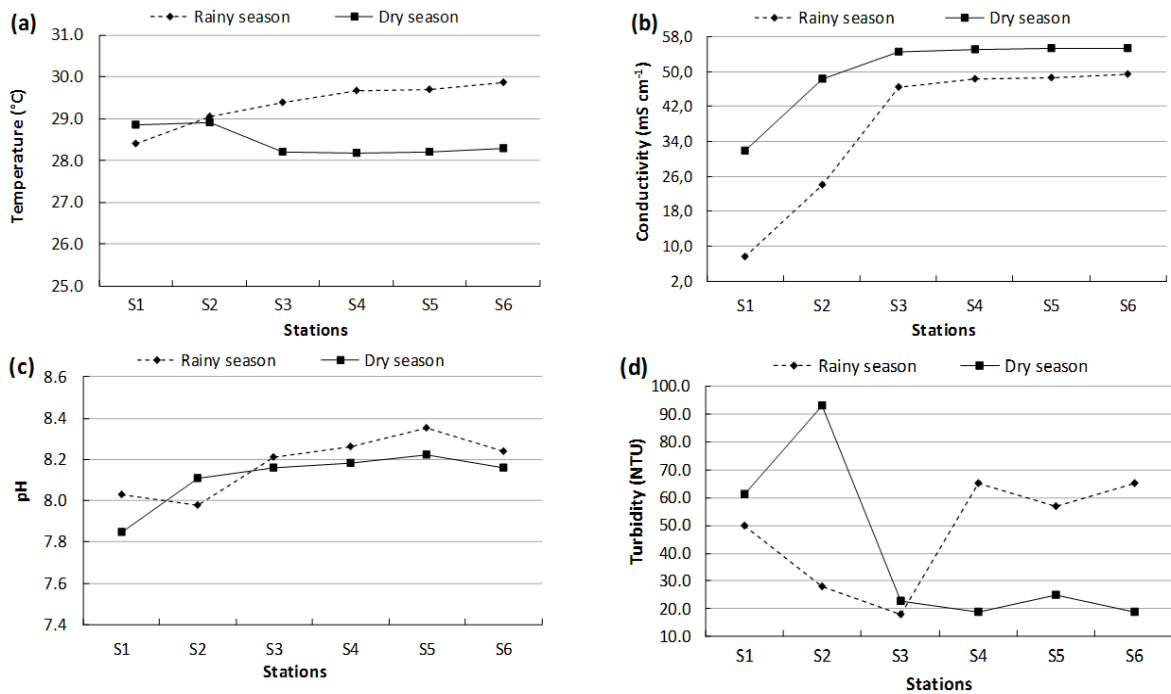 (a)
Rainy season
Dry season
31.0
30.0
29.0
28.0
27.0
26.0
25.0
Temperature (°C)
S1 S2 S3 S4 S5 S6
Stations
(b)
Rainy season
Dry season
58,0
50,0
42,0
34,0
26,0
18,0
10,0
2,0
Conductivity (mS cm⁻¹)
S1 S2 S3 S4 S5 S6
Stations
(c)
Rainy season
Dry season
8.6
8.4
8.2
8.0
7.8
7.6
7.4
pH
S1 S2 S3 S4 S5 S6
Stations
(d)
Rainy season
Dry season
100.0
90.0
80.0
70.0
60.0
50.0
40.0
30.0
20.0
10.0
Turbidity (NTU)
S1 S2 S3 S4 S5 S6
Stations